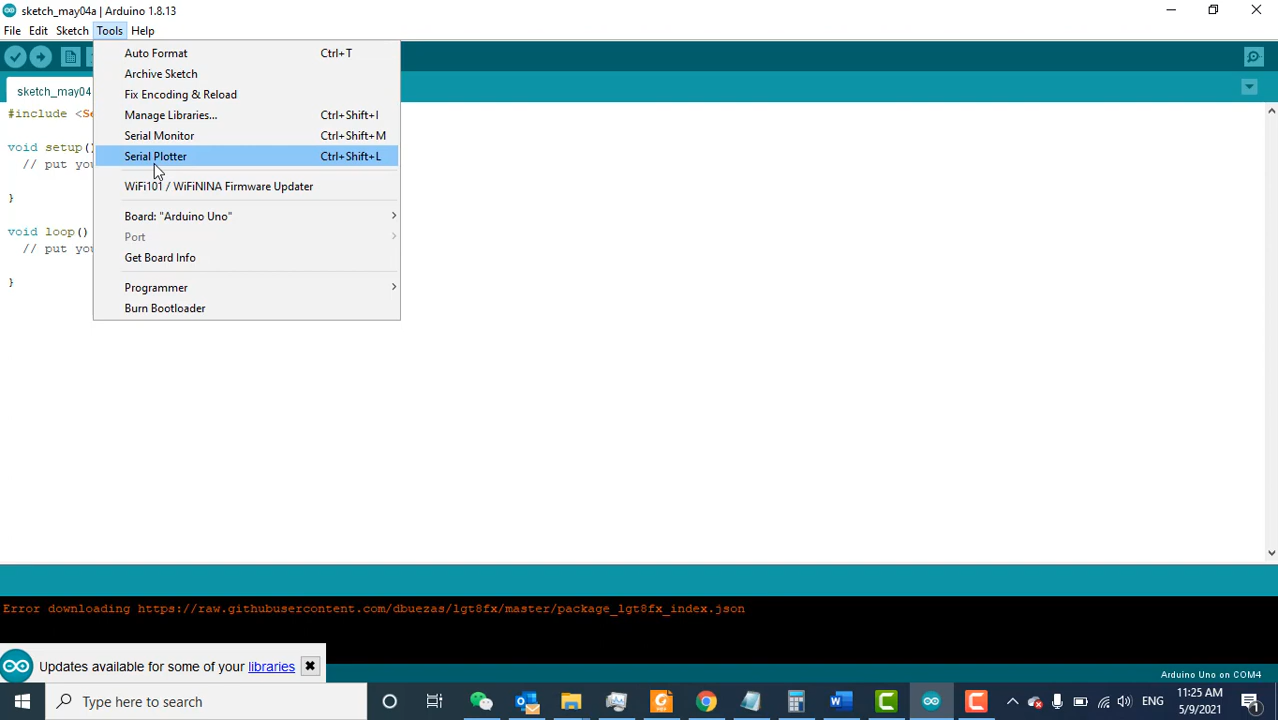 sketch_may04a | Arduino 1.8.13
File Edit Sketch Tools Help
Auto Format Ctrl+T
Archive Sketch
Fix Encoding & Reload
Manage Libraries... Ctrl+Shift+I
Serial Monitor Ctrl+Shift+M
Serial Plotter Ctrl+Shift+L
WiFi101 / WiFiNINA Firmware Updater
Board: "Arduino Uno"
Port
Get Board Info
Programmer
Burn Bootloader
sketch_may04
#include <Se
void setup()
// put you
}
void loop()
// put you
}
Error downloading https://raw.githubusercontent.com/dbuezas/lgt8fx/master/package_lgt8fx_index.json
Updates available for some of your libraries
Arduino Uno on COM4
Type here to search
ENG
11:25 AM
5/9/2021
1